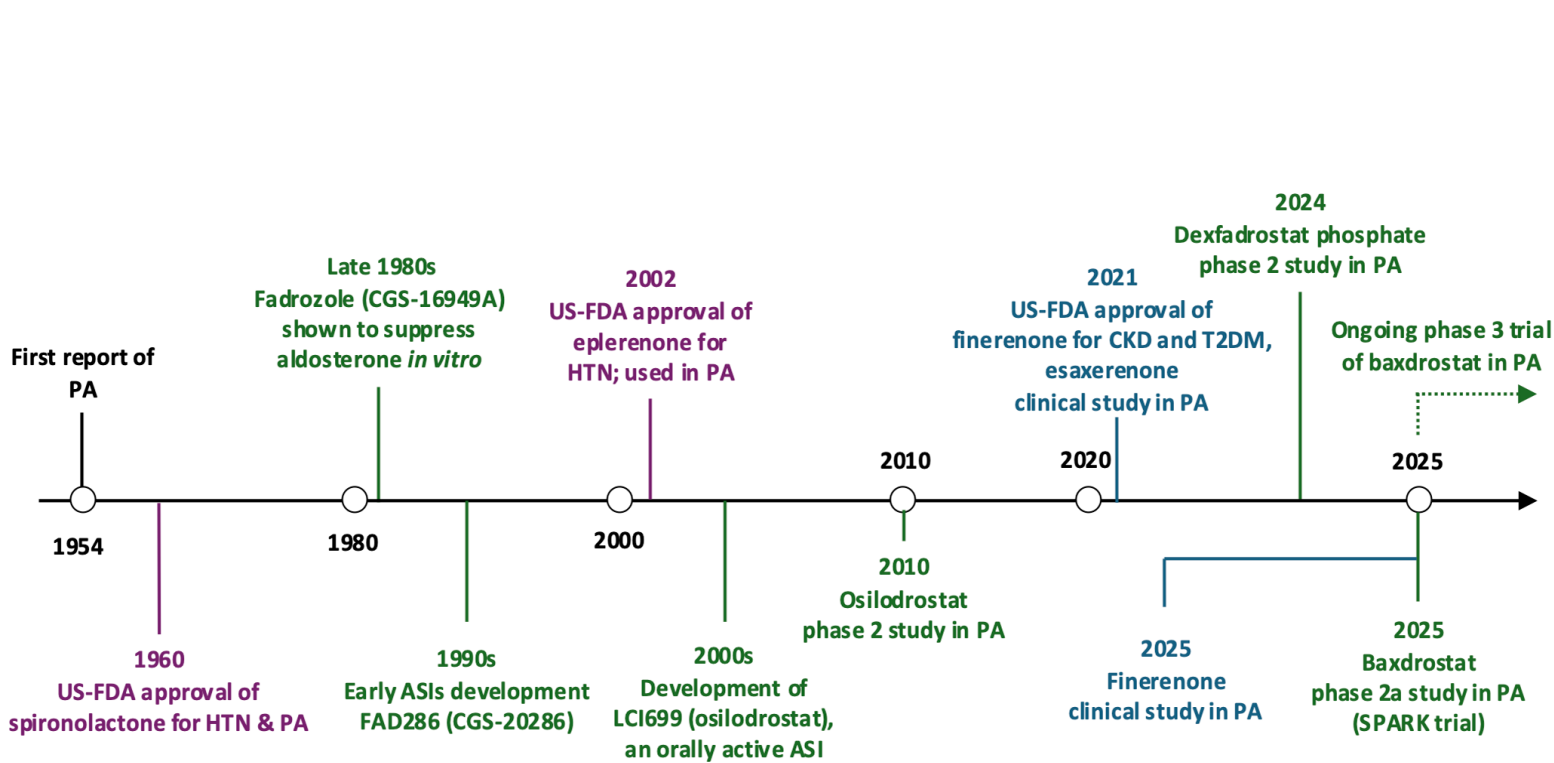 First report of
PA
1954
1960
US-FDA approval of
spironolactone for HTN & PA
Late 1980s
Fadrozole (CGS-16949A)
shown to suppress
aldosterone in vitro
1980
1990s
Early ASIs development
FAD286 (CGS-20286)
2002
US-FDA approval of
eplerenone for
HTN; used in PA
2000
2000s
Development of
LCI699 (osilodrostat),
an orally active ASI
2010
2010
Osilodrostat
phase 2 study in PA
2021
US-FDA approval of
finerenone for CKD and T2DM,
esaxerenone
clinical study in PA
2020
2024
Dexfadrostat phosphate
phase 2 study in PA
Ongoing phase 3 trial
of baxdrostat in PA
2025
2025
Finerenone
clinical study in PA
2025
Baxdrostat
phase 2a study in PA
(SPARK trial)